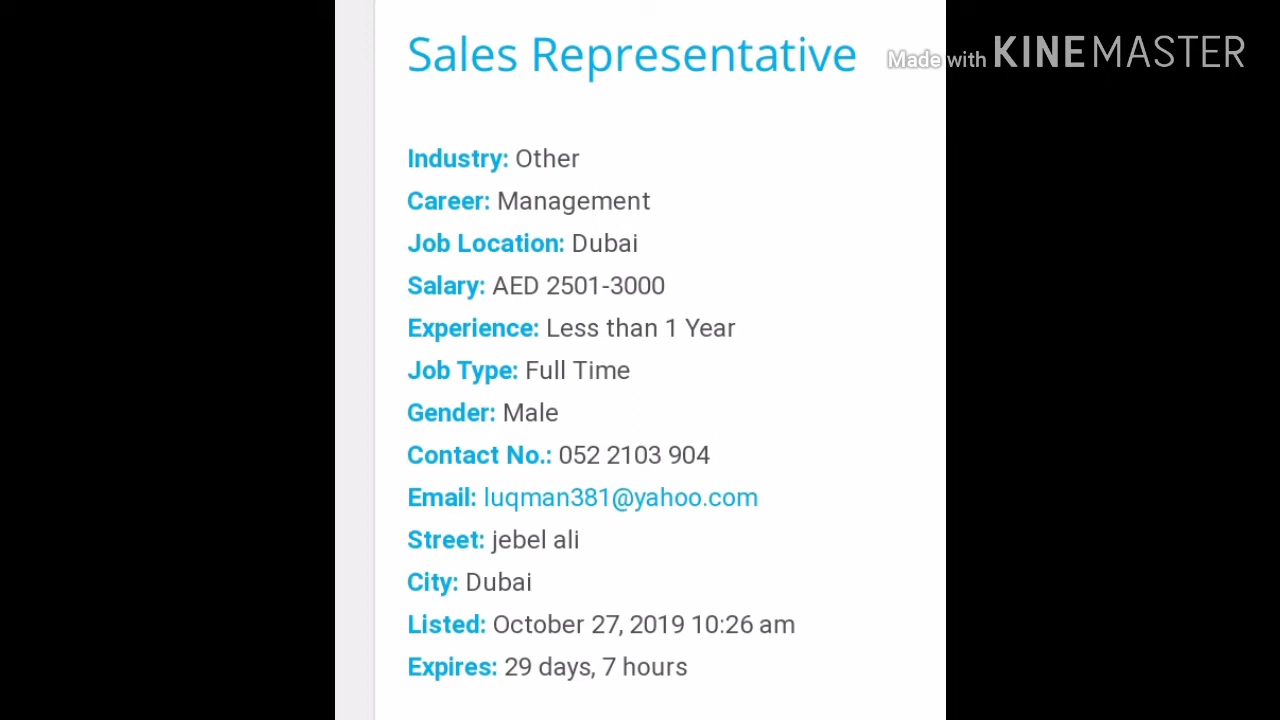 Sales Representative
Made with KINEMASTER
Industry: Other
Career: Management
Job Location: Dubai
Salary: AED 2501-3000
Experience: Less than 1 Year
Job Type: Full Time
Gender: Male
Contact No.: 052 2103 904
Email: luqman381@yahoo.com
Street: jebel ali
City: Dubai
Listed: October 27, 2019 10:26 am
Expires: 29 days, 7 hours